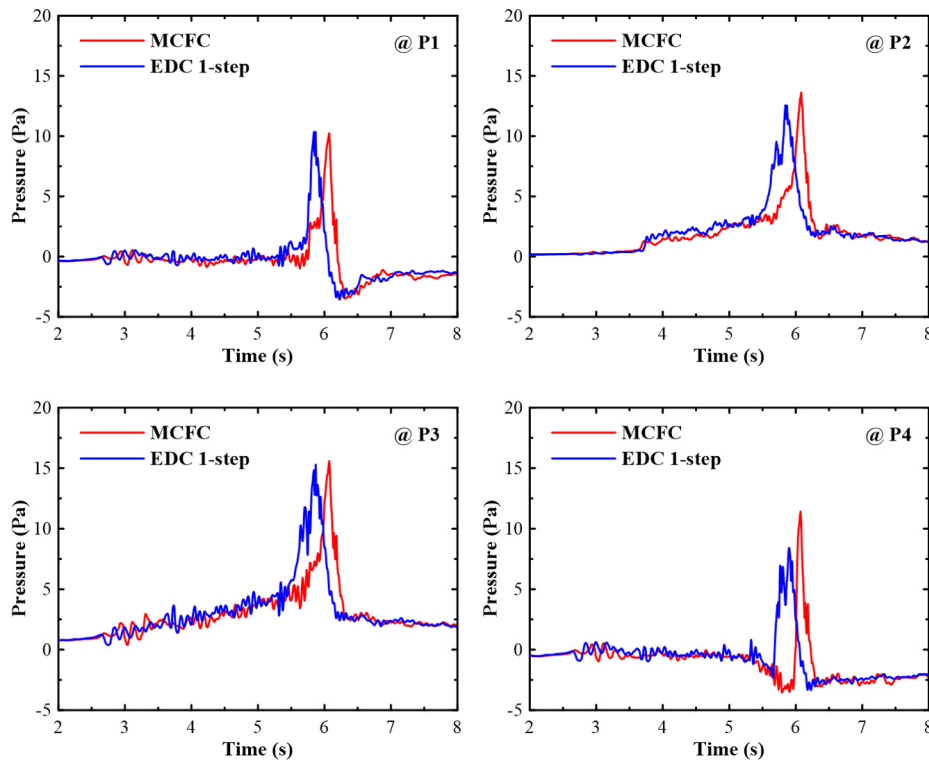 MCFC
EDC 1-step
@ P1
Pressure (Pa)
20
15
10
5
0
-5
2 3 4 5 6 7 8
Time (s)
MCFC
EDC 1-step
@ P2
Pressure (Pa)
20
15
10
5
0
-5
2 3 4 5 6 7 8
Time (s)
MCFC
EDC 1-step
@ P3
Pressure (Pa)
20
15
10
5
0
-5
2 3 4 5 6 7 8
Time (s)
MCFC
EDC 1-step
@ P4
Pressure (Pa)
20
15
10
5
0
-5
2 3 4 5 6 7 8
Time (s)